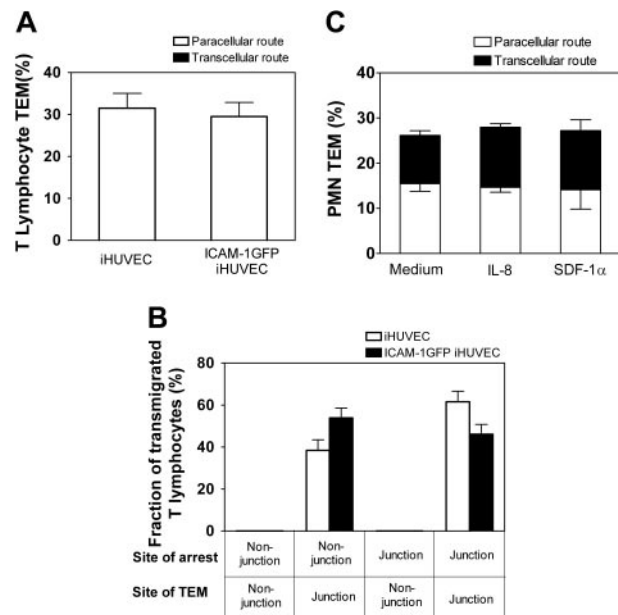 A
Paracellular route
Transcellular route
T Lymphocyte TEM(%)
40
30
20
10
0
iHUVEC
ICAM-1GFP
iHUVEC
C
Paracellular route
Transcellular route
PMN TEM (%)
40
30
20
10
0
Medium
IL-8
SDF-1α
B
iHUVEC
ICAM-1GFP iHUVEC
Fraction of transmigrated
T lymphocytes (%)
80
60
40
20
0
Site of arrest
Non-
junction
Non-
junction
Junction
Junction
Site of TEM
Non-
junction
Junction
Non-
junction
Junction